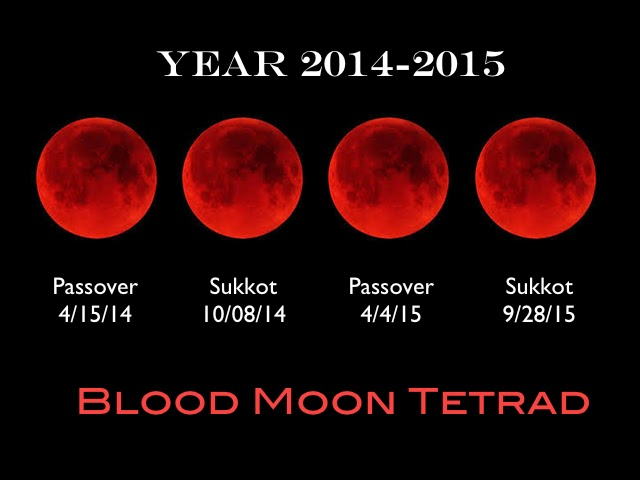 YEAR 2014-2015
Passover Sukkot Passover Sukkot
4/15/14 10/08/14 4/4/15 9/28/15
BLOOD MOON TETRAD